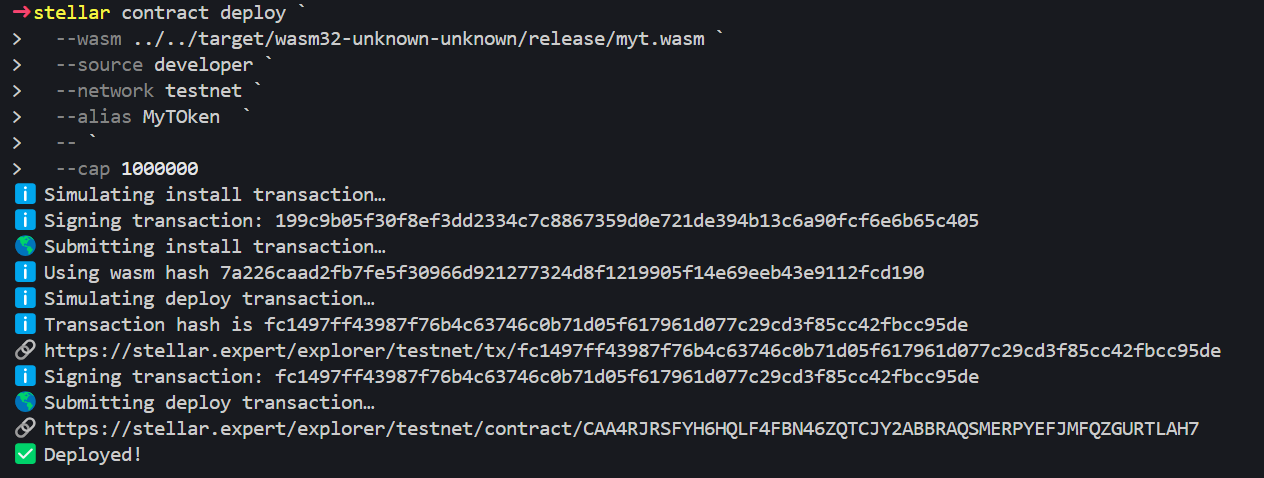 ➜stellar contract deploy `
>   --wasm ../../target/wasm32-unknown-unknown/release/myt.wasm `
>   --source developer `
>   --network testnet `
>   --alias MyTOken  `
>   -- `
>   --cap 1000000
ℹ️ Simulating install transaction…
ℹ️ Signing transaction: 199c9b05f30f8ef3dd2334c7c8867359d0e721de394b13c6a90fcf6e6b65c405
🌎 Submitting install transaction…
ℹ️ Using wasm hash 7a226caad2fb7fe5f30966d921277324d8f1219905f14e69eeb43e9112fcd190
ℹ️ Simulating deploy transaction…
ℹ️ Transaction hash is fc1497ff43987f76b4c63746c0b71d05f617961d077c29cd3f85cc42fbcc95de
🔗 https://stellar.expert/explorer/testnet/tx/fc1497ff43987f76b4c63746c0b71d05f617961d077c29cd3f85cc42fbcc95de
ℹ️ Signing transaction: fc1497ff43987f76b4c63746c0b71d05f617961d077c29cd3f85cc42fbcc95de
🌎 Submitting deploy transaction…
🔗 https://stellar.expert/explorer/testnet/contract/CAA4RJRSFYH6HQLF4FBN46ZQTCJY2ABBRAQSMERPYEFJMFQZGURTLAH7
✅ Deployed!